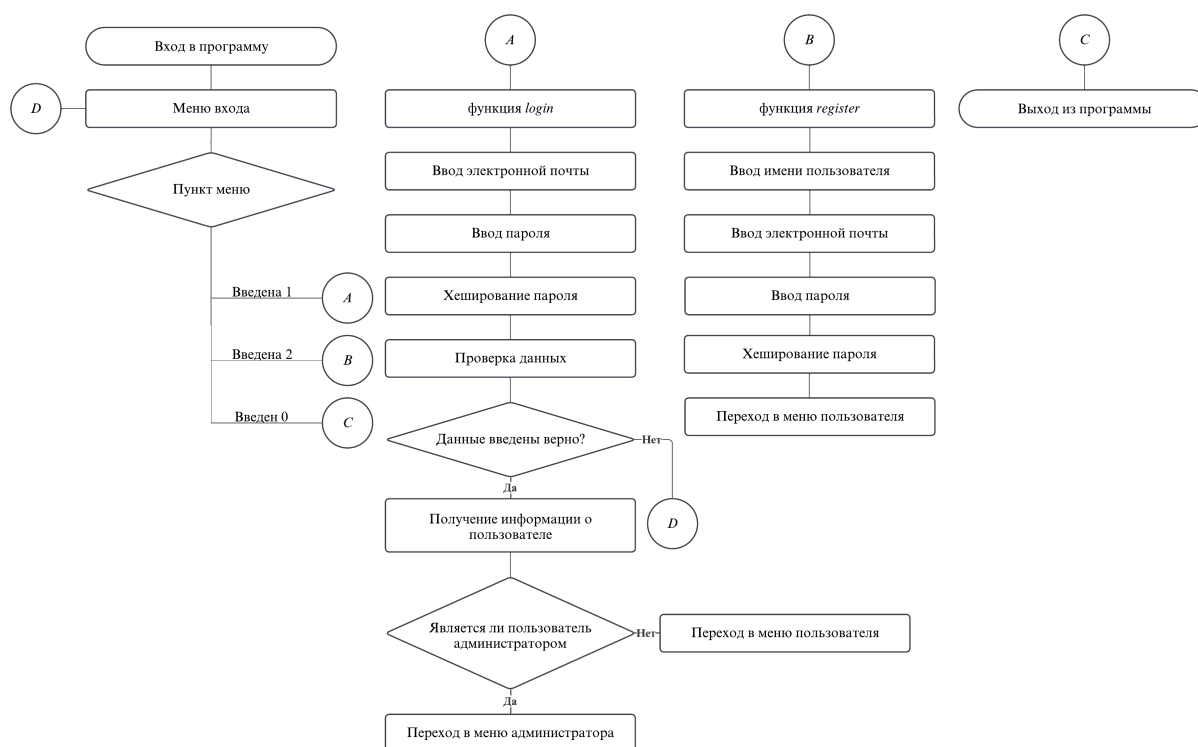 Вход в программу
D
Меню входа
Пункт меню
Введена 1
A
Введена 2
B
Введен 0
C
A
функция login
Ввод электронной почты
Ввод пароля
Хеширование пароля
Проверка данных
Данные введены верно?
Нет
D
Да
Получение информации о
пользователе
Является ли пользователь
администратором
Нет
Переход в меню пользователя
Да
Переход в меню администратора
B
функция register
Ввод имени пользователя
Ввод электронной почты
Ввод пароля
Хеширование пароля
Переход в меню пользователя
C
Выход из программы